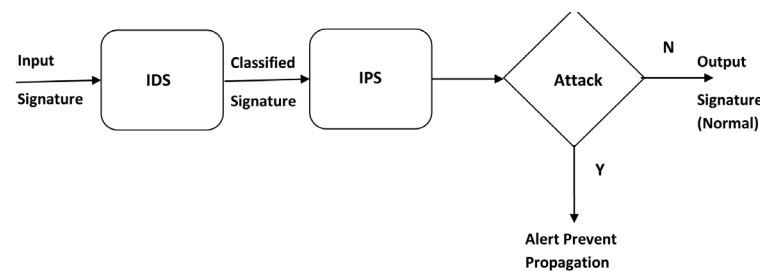 Input
Signature
IDS
Classified
Signature
IPS
Attack
N
Output
Signature
(Normal)
Y
Alert Prevent
Propagation